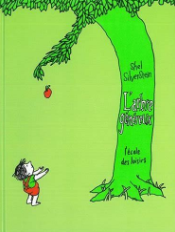 Shel
Silverstein
L'arbre
généreux
l'école
des loisirs